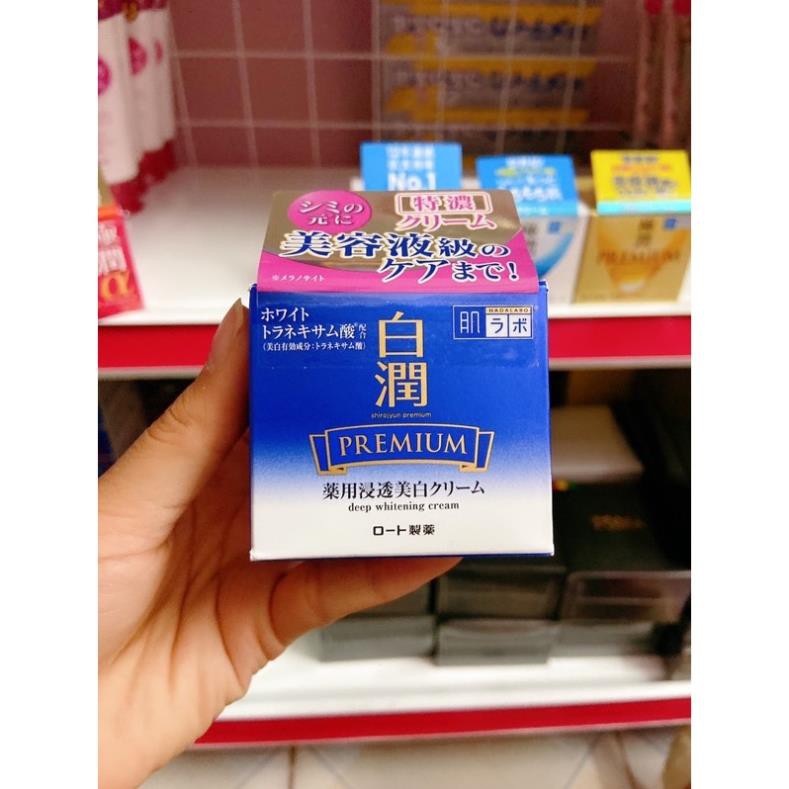 シミの
元に
[特濃]
クリーム
美容液級の
ケアまで!
※メラノサイト
ホワイト
トラネキサム酸※配合
(美白有効成分:トラネキサム酸)
HADALABO
肌ラボ
白潤
shirojyun premium
PREMIUM
薬用浸透美白クリーム
deep whitening cream
ロート製薬
No.1
PREMIUM
潤
α